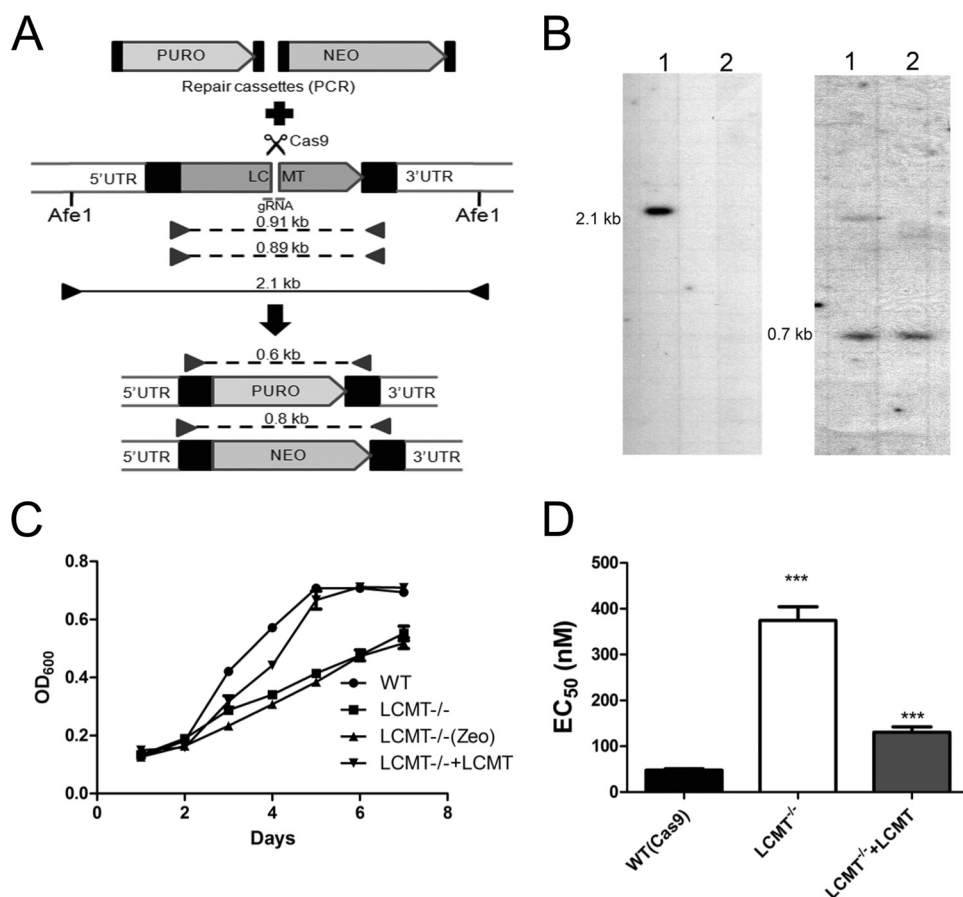 A
PURO
NEO
Repair cassettes (PCR)
Cas9
5'UTR
LC
MT
3'UTR
gRNA
Afe1
Afe1
0.91 kb
0.89 kb
2.1 kb
0.6 kb
5'UTR
PURO
3'UTR
0.8 kb
5'UTR
NEO
3'UTR
B
1 2
1 2
2.1 kb
0.7 kb
C
0.8
0.6
0.4
0.2
0.0
OD600
0 2 4 6 8
Days
WT
LCMT-/-
LCMT-/-(Zeo)
LCMT-/-+LCMT
D
500
400
300
200
100
0
EC50 (nM)
***
***
WT(Cas9)
LCMT-/-
LCMT-/-+LCMT